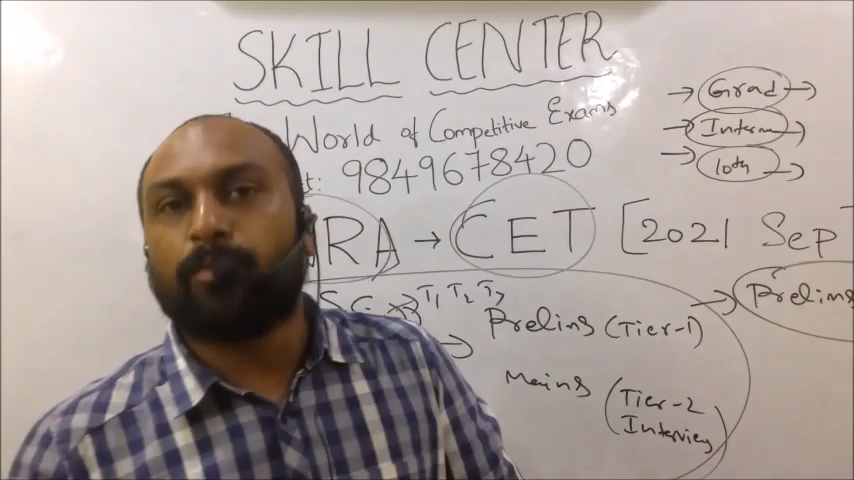 SKILL CENTER
World of Competitive Exams
t: 9849678420
→ Grad →
→ Interm →
→ 10th →
RA → CET [2021 Sep
T1 T2 T3
Prelims (Tier-1) → Prelims
Mains (Tier-2
Interview)